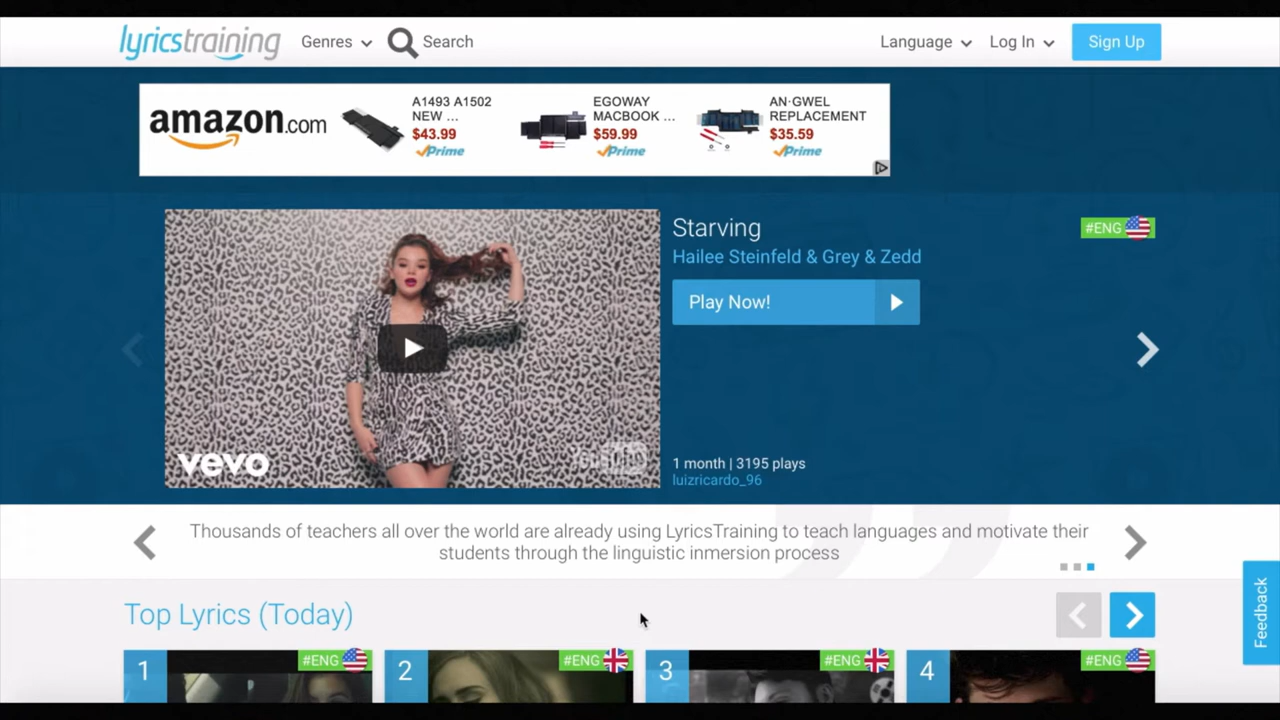 lyricstraining
Genres
Search
Language
Log In
Sign Up
amazon.com
A1493 A1502
NEW ...
$43.99
Prime
EGOWAY
MACBOOK ...
$59.99
Prime
AN·GWEL
REPLACEMENT
$35.59
Prime
Starving
#ENG
Hailee Steinfeld & Grey & Zedd
Play Now!
vevo
1 month | 3195 plays
luizricardo_96
Thousands of teachers all over the world are already using LyricsTraining to teach languages and motivate their
students through the linguistic inmersion process
Feedback
Top Lyrics (Today)
1
#ENG
2
#ENG
3
#ENG
4
#ENG